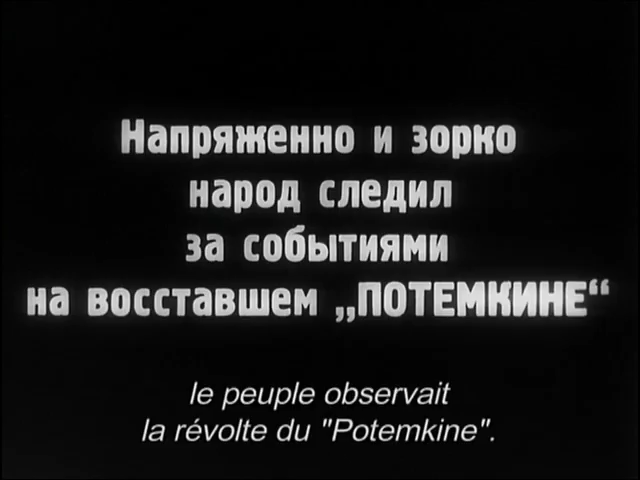 Напряженно и зорко
народ следил
за событиями
на восставшем „ПОТЕМКИНЕ“
le peuple observait
la révolte du "Potemkine".